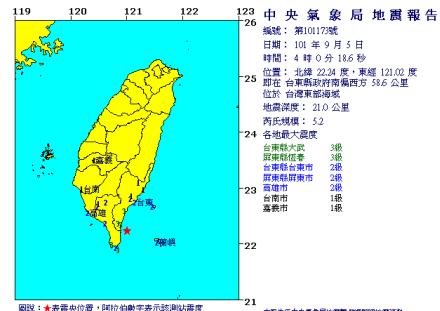 119 120 121 122 123
26
25
24
23
22
21
嘉義
台南
高雄
台東
蘭嶼
圖說：★表震央位置，阿拉伯數字表示該測站震度
中央氣象局地震報告
編號： 第101173號
日期： 101 年 9 月 5 日
時間： 4 時 0 分 18.6 秒
位置： 北緯 22.24 度，東經 121.02 度
即在 台東縣政府南偏西方 58.6 公里
位於 台灣東部海域
地震深度： 21.0 公里
芮氏規模： 5.2
各地最大震度
台東縣大武 3級
屏東縣恆春 3級
台東縣台東市 2級
屏東縣屏東市 2級
高雄市 2級
台南市 1級
嘉義市 1級